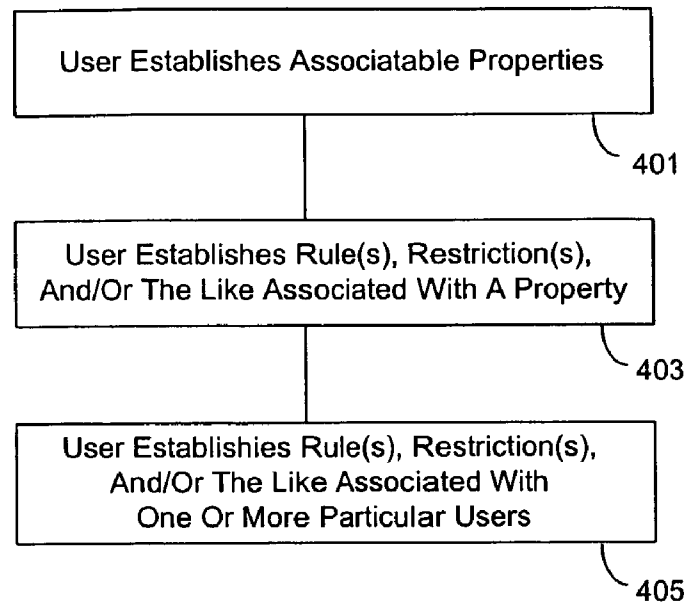 User Establishes Associatable Properties
401
User Establishes Rule(s), Restriction(s),
And/Or The Like Associated With A Property
403
User Establishies Rule(s), Restriction(s),
And/Or The Like Associated With
One Or More Particular Users
405